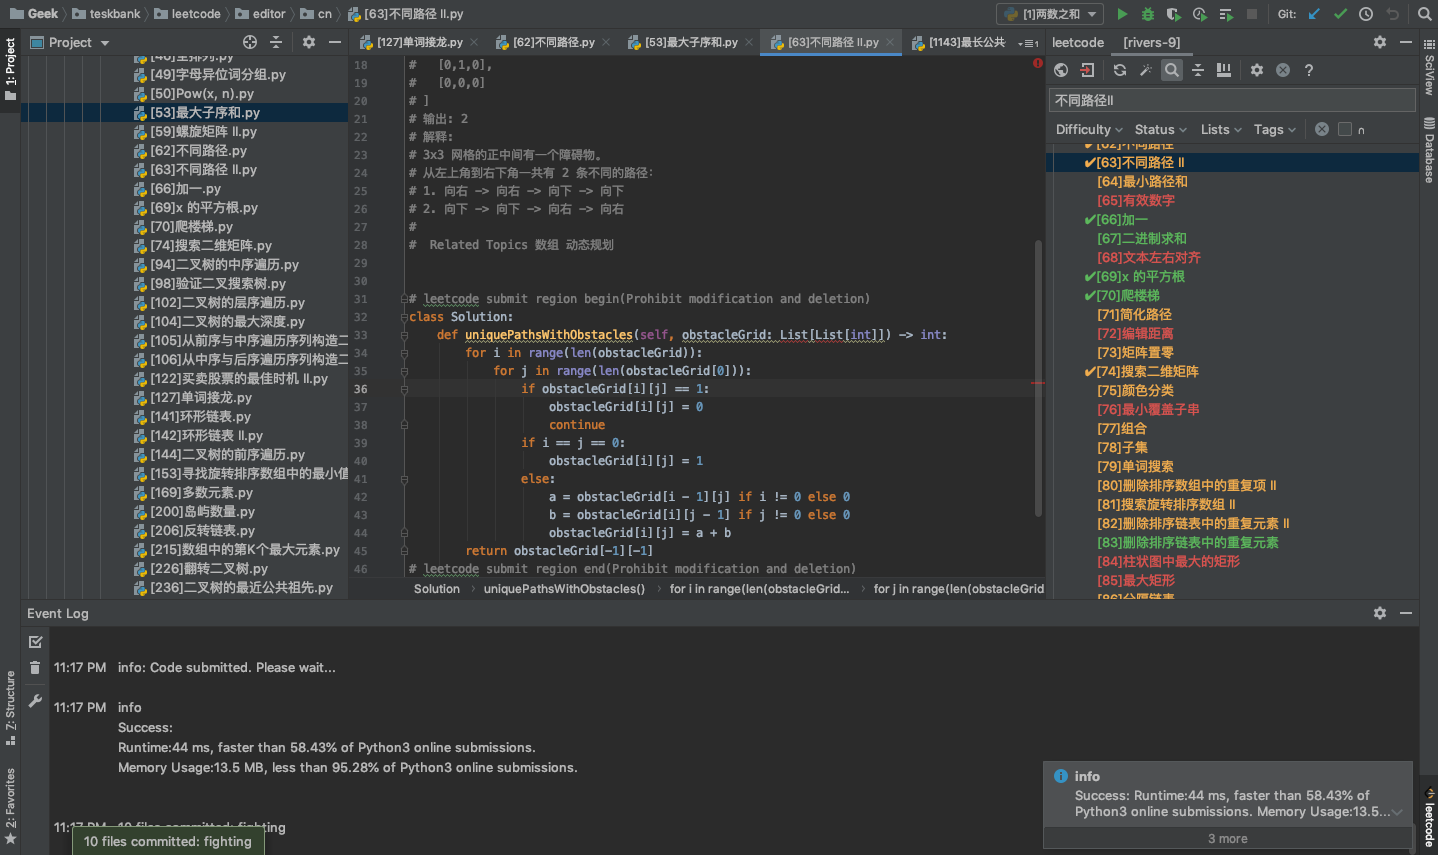 Geek
teskbank
leetcode
editor
cn
[63]不同路径 II.py
[1]两数之和
Git:
1: Project
Project
[127]单词接龙.py
[62]不同路径.py
[53]最大子序和.py
[63]不同路径 II.py
[1143]最长公共
leetcode
[rivers-9]
SciView
Database
[49]字母异位词分组.py
[50]Pow(x, n).py
[53]最大子序和.py
[59]螺旋矩阵 II.py
[62]不同路径.py
[63]不同路径 II.py
[66]加一.py
[69]x 的平方根.py
[70]爬楼梯.py
[74]搜索二维矩阵.py
[94]二叉树的中序遍历.py
[98]验证二叉搜索树.py
[102]二叉树的层序遍历.py
[104]二叉树的最大深度.py
[105]从前序与中序遍历序列构造二
[106]从中序与后序遍历序列构造二
[122]买卖股票的最佳时机 II.py
[127]单词接龙.py
[141]环形链表.py
[142]环形链表 II.py
[144]二叉树的前序遍历.py
[153]寻找旋转排序数组中的最小值
[169]多数元素.py
[200]岛屿数量.py
[206]反转链表.py
[215]数组中的第K个最大元素.py
[226]翻转二叉树.py
[236]二叉树的最近公共祖先.py
18 #   [0,1,0],
19 #   [0,0,0]
20 # ]
21 # 输出: 2
22 # 解释:
23 # 3x3 网格的正中间有一个障碍物。
24 # 从左上角到右下角一共有 2 条不同的路径:
25 # 1. 向右 -> 向右 -> 向下 -> 向下
26 # 2. 向下 -> 向下 -> 向右 -> 向右
27 #
28 #  Related Topics 数组 动态规划
29
30
31 # leetcode submit region begin(Prohibit modification and deletion)
32 class Solution:
33     def uniquePathsWithObstacles(self, obstacleGrid: List[List[int]]) -> int:
34         for i in range(len(obstacleGrid)):
35             for j in range(len(obstacleGrid[0])):
36                 if obstacleGrid[i][j] == 1:
37                     obstacleGrid[i][j] = 0
38                     continue
39                 if i == j == 0:
40                     obstacleGrid[i][j] = 1
41                 else:
42                     a = obstacleGrid[i - 1][j] if i != 0 else 0
43                     b = obstacleGrid[i][j - 1] if j != 0 else 0
44                     obstacleGrid[i][j] = a + b
45         return obstacleGrid[-1][-1]
46 # leetcode submit region end(Prohibit modification and deletion)
Solution
uniquePathsWithObstacles()
for i in range(len(obstacleGrid...
for j in range(len(obstacleGrid
不同路径II
Difficulty
Status
Lists
Tags
[62]不同路径
✔[63]不同路径 II
[64]最小路径和
[65]有效数字
✔[66]加一
[67]二进制求和
[68]文本左右对齐
✔[69]x 的平方根
✔[70]爬楼梯
[71]简化路径
[72]编辑距离
[73]矩阵置零
✔[74]搜索二维矩阵
[75]颜色分类
[76]最小覆盖子串
[77]组合
[78]子集
[79]单词搜索
[80]删除排序数组中的重复项 II
[81]搜索旋转排序数组 II
[82]删除排序链表中的重复元素 II
[83]删除排序链表中的重复元素
[84]柱状图中最大的矩形
[85]最大矩形
[86]分隔链表
Event Log
11:17 PM info: Code submitted. Please wait...
11:17 PM info
Success:
Runtime:44 ms, faster than 58.43% of Python3 online submissions.
Memory Usage:13.5 MB, less than 95.28% of Python3 online submissions.
11:17 PM 10 files committed: fighting
10 files committed: fighting
Z: Structure
2: Favorites
info
Success: Runtime:44 ms, faster than 58.43% of
Python3 online submissions. Memory Usage:13.5...
3 more
leetcode